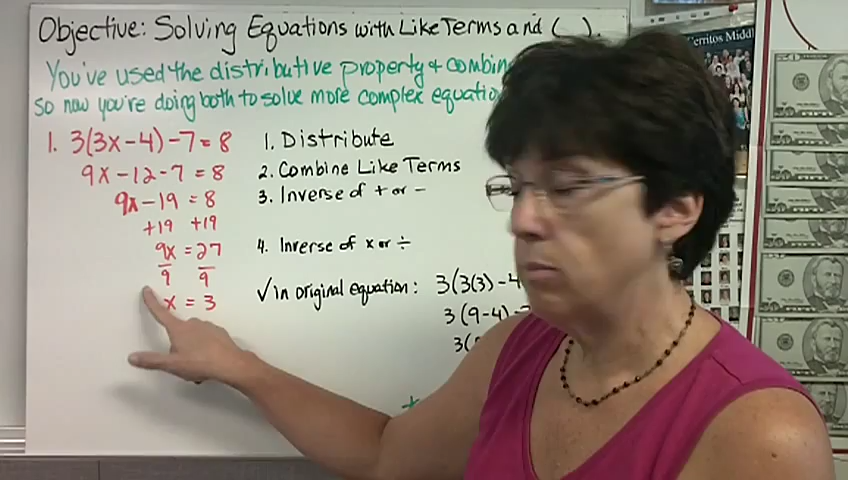 Objective: Solving Equations with Like Terms and ( ).
You've used the distributive property + combin
so now you're doing both to solve more complex equatio
1. 3(3x-4)-7=8
9x-12-7=8
9x-19=8
+19 +19
9x=27
9 9
x=3
1. Distribute
2. Combine Like Terms
3. Inverse of + or -
4. Inverse of x or ÷
✓ in original equation: 3(3(3)-4
3(9-4)-
3(
Cerritos Middl